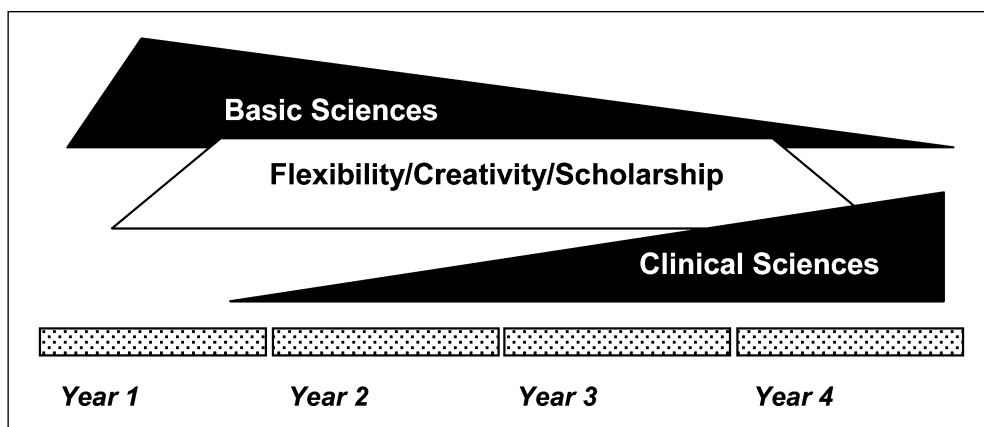 Basic Sciences
Flexibility/Creativity/Scholarship
Clinical Sciences
Year 1 Year 2 Year 3 Year 4